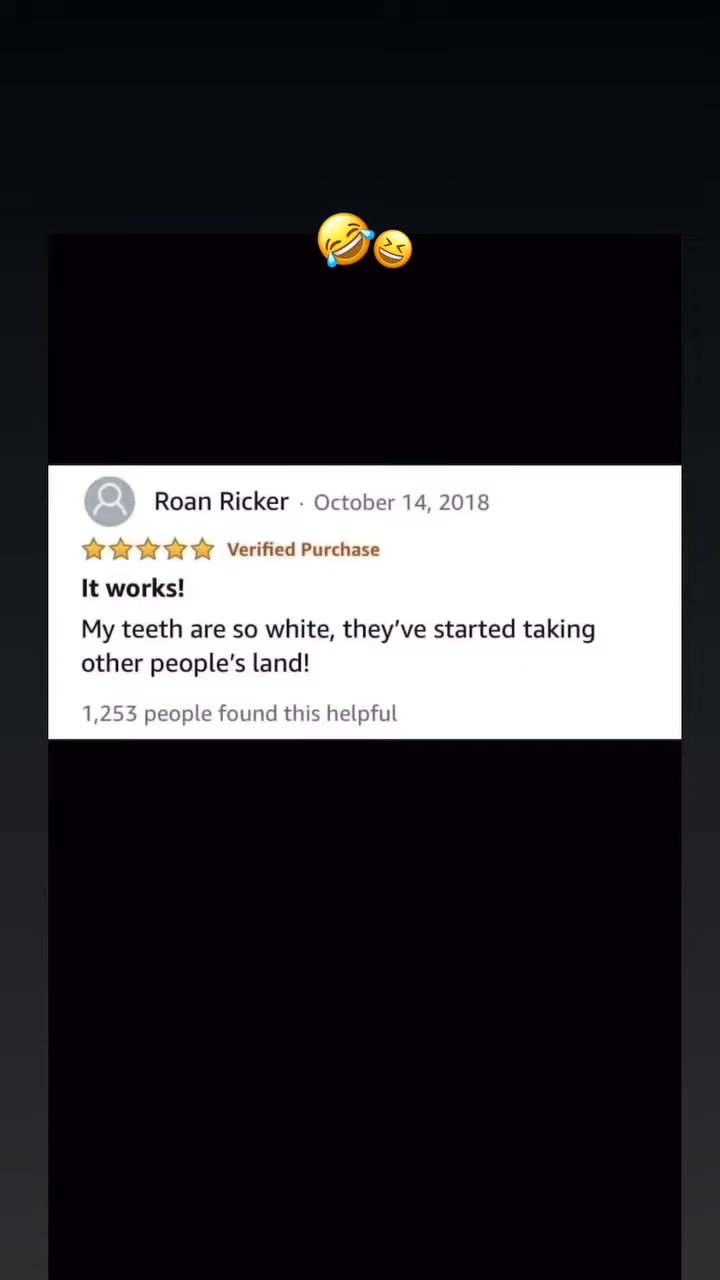 Roan Ricker · October 14, 2018
Verified Purchase
It works!
My teeth are so white, they’ve started taking
other people’s land!
1,253 people found this helpful